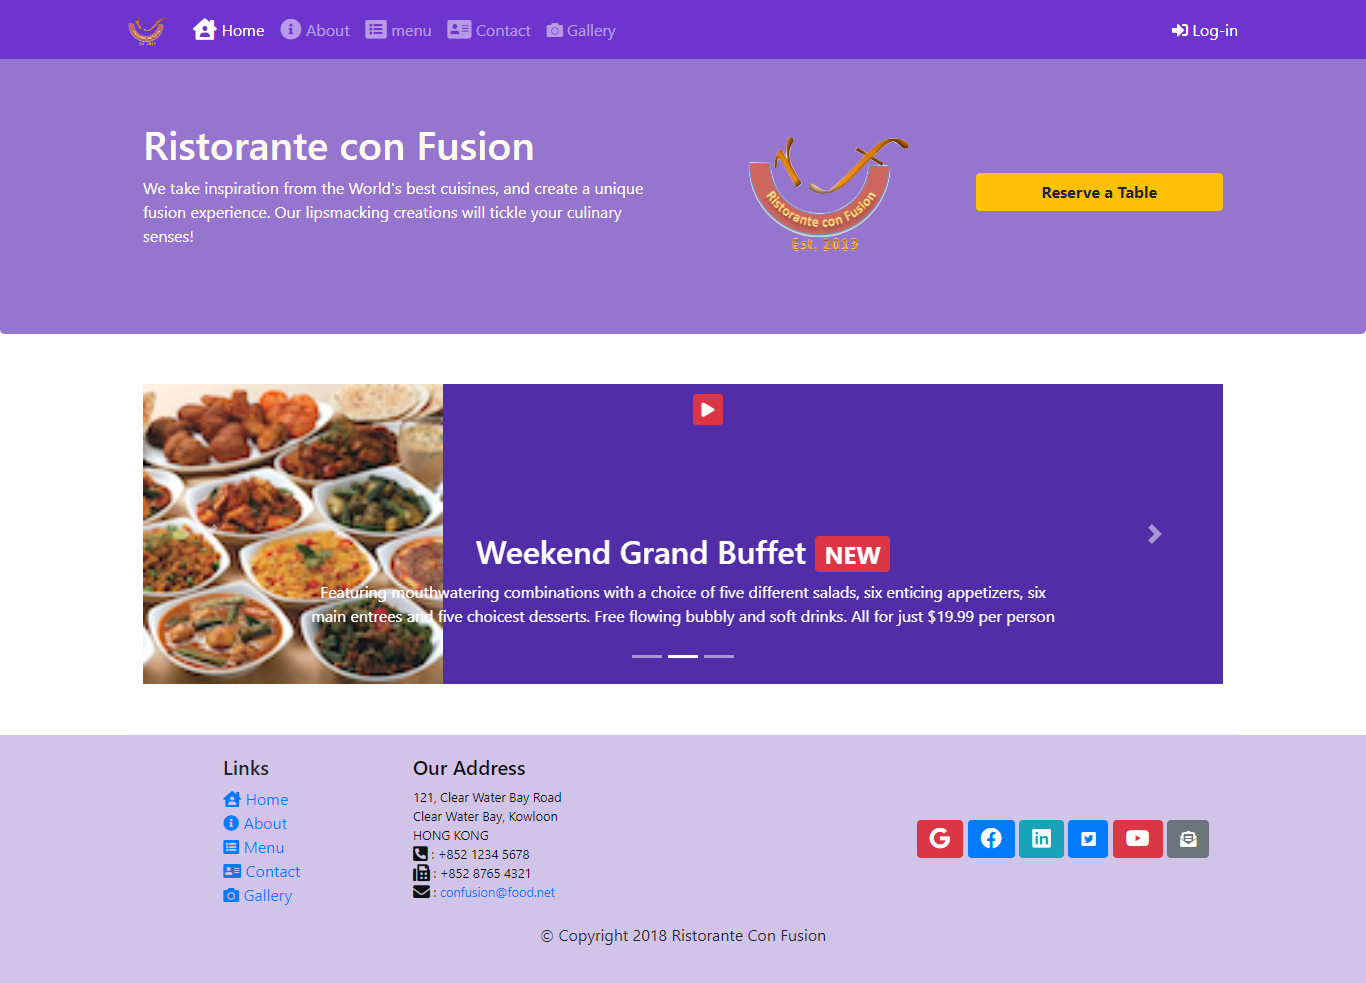 Home About menu Contact Gallery Log-in
Ristorante con Fusion
We take inspiration from the World's best cuisines, and create a unique
fusion experience. Our lipsmacking creations will tickle your culinary
senses!
Ristorante con Fusion
Est. 2013
Reserve a Table
Weekend Grand Buffet NEW
Featuring mouthwatering combinations with a choice of five different salads, six enticing appetizers, six
main entrees and five choicest desserts. Free flowing bubbly and soft drinks. All for just $19.99 per person
Links
Home
About
Menu
Contact
Gallery
Our Address
121, Clear Water Bay Road
Clear Water Bay, Kowloon
HONG KONG
: +852 1234 5678
: +852 8765 4321
: confusion@food.net
© Copyright 2018 Ristorante Con Fusion